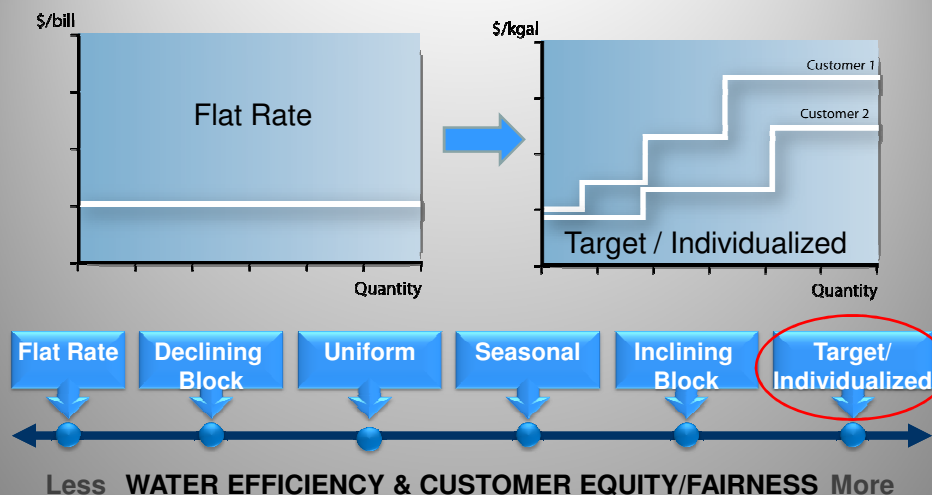 $/bill
Flat Rate
Quantity
$/kgal
Customer 1
Customer 2
Target / Individualized
Quantity
Flat Rate
Declining
Block
Uniform
Seasonal
Inclining
Block
Target/
Individualized
Less WATER EFFICIENCY & CUSTOMER EQUITY/FAIRNESS More